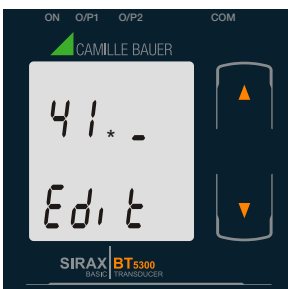 ON O/P1 O/P2 COM
CAMILLE BAUER
41.* _
Edit
SIRAX BT5300
BASIC TRANSDUCER